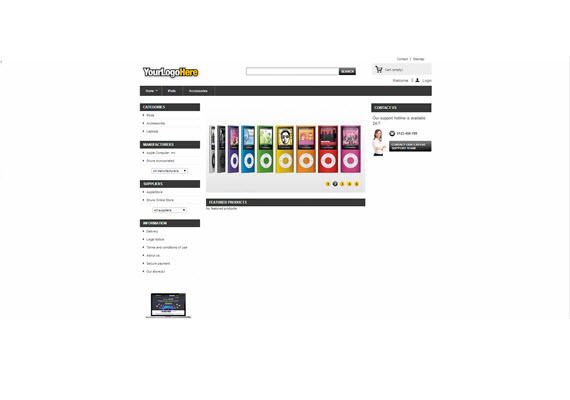 Contact | Sitemap
YourLogoHere
SEARCH
Cart: (empty)
Welcome | Login
Home
iPods
Accessories
CATEGORIES
iPods
Accessories
Laptops
MANUFACTURERS
Apple Computer, Inc
Shure Incorporated
All manufacturers
SUPPLIERS
AppleStore
Shure Online Store
All suppliers
INFORMATION
Delivery
Legal Notice
Terms and conditions of use
About us
Secure payment
Our store(s)!
1 2 3 4 5
FEATURED PRODUCTS
No featured products
CONTACT US
Our support hotline is available
24/7
0123-456-789
CONTACT OUR EXPERT
SUPPORT TEAM!